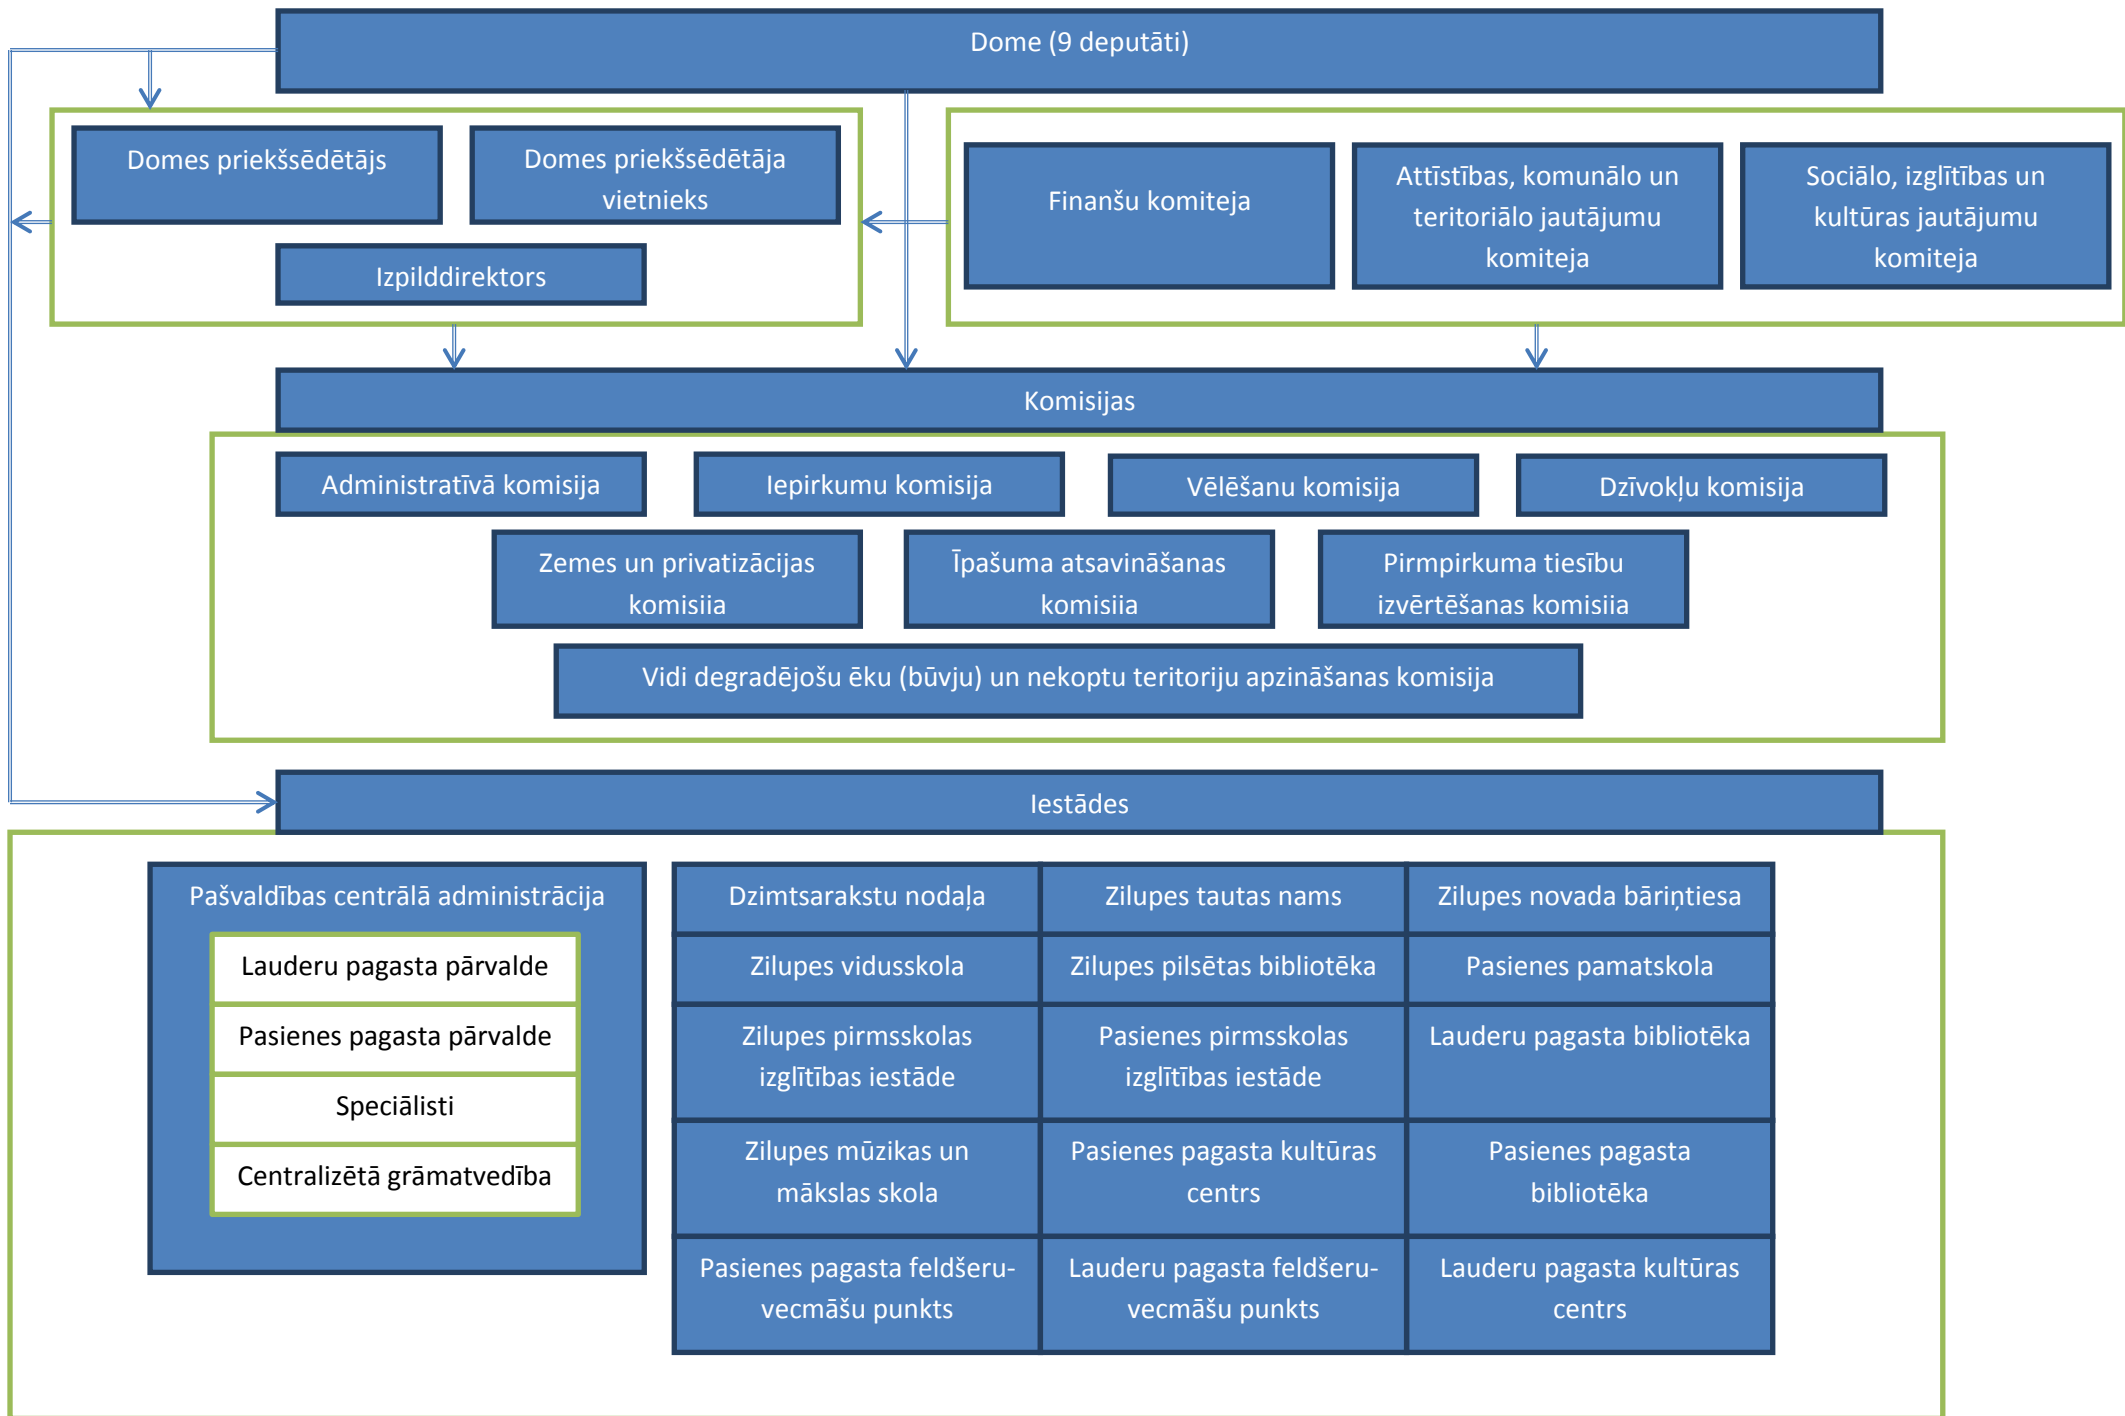 Dome (9 deputāti)
Domes priekšsēdētājs
Domes priekšsēdētāja
vietnieks
Izpilddirektors
Finanšu komiteja
Attīstības, komunālo un
teritoriālo jautājumu
komiteja
Sociālo, izglītības un
kultūras jautājumu
komiteja
Komisijas
Administratīvā komisija
Iepirkumu komisija
Vēlēšanu komisija
Dzīvokļu komisija
Zemes un privatizācijas
komisija
Īpašuma atsavināšanas
komisija
Pirmpirkuma tiesību
izvērtēšanas komisija
Vidi degradējošu ēku (būvju) un nekoptu teritoriju apzināšanas komisija
Iestādes
Pašvaldības centrālā administrācija
Lauderu pagasta pārvalde
Pasienes pagasta pārvalde
Speciālisti
Centralizētā grāmatvedība
Dzimtsarakstu nodaļa
Zilupes tautas nams
Zilupes novada bāriņtiesa
Zilupes vidusskola
Zilupes pilsētas bibliotēka
Pasienes pamatskola
Zilupes pirmsskolas
izglītības iestāde
Pasienes pirmsskolas
izglītības iestāde
Lauderu pagasta bibliotēka
Zilupes mūzikas un
mākslas skola
Pasienes pagasta kultūras
centrs
Pasienes pagasta
bibliotēka
Pasienes pagasta feldšeru-
vecmāšu punkts
Lauderu pagasta feldšeru-
vecmāšu punkts
Lauderu pagasta kultūras
centrs